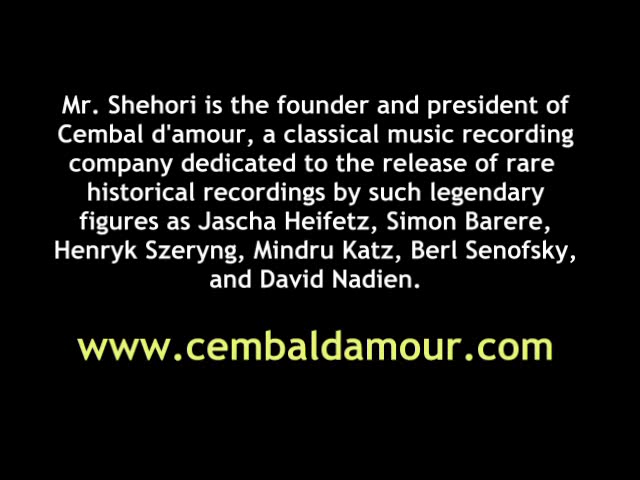 Mr. Shehori is the founder and president of
Cembal d'amour, a classical music recording
company dedicated to the release of rare
historical recordings by such legendary
figures as Jascha Heifetz, Simon Barere,
Henryk Szeryng, Mindru Katz, Berl Senofsky,
and David Nadien.
www.cembaldamour.com